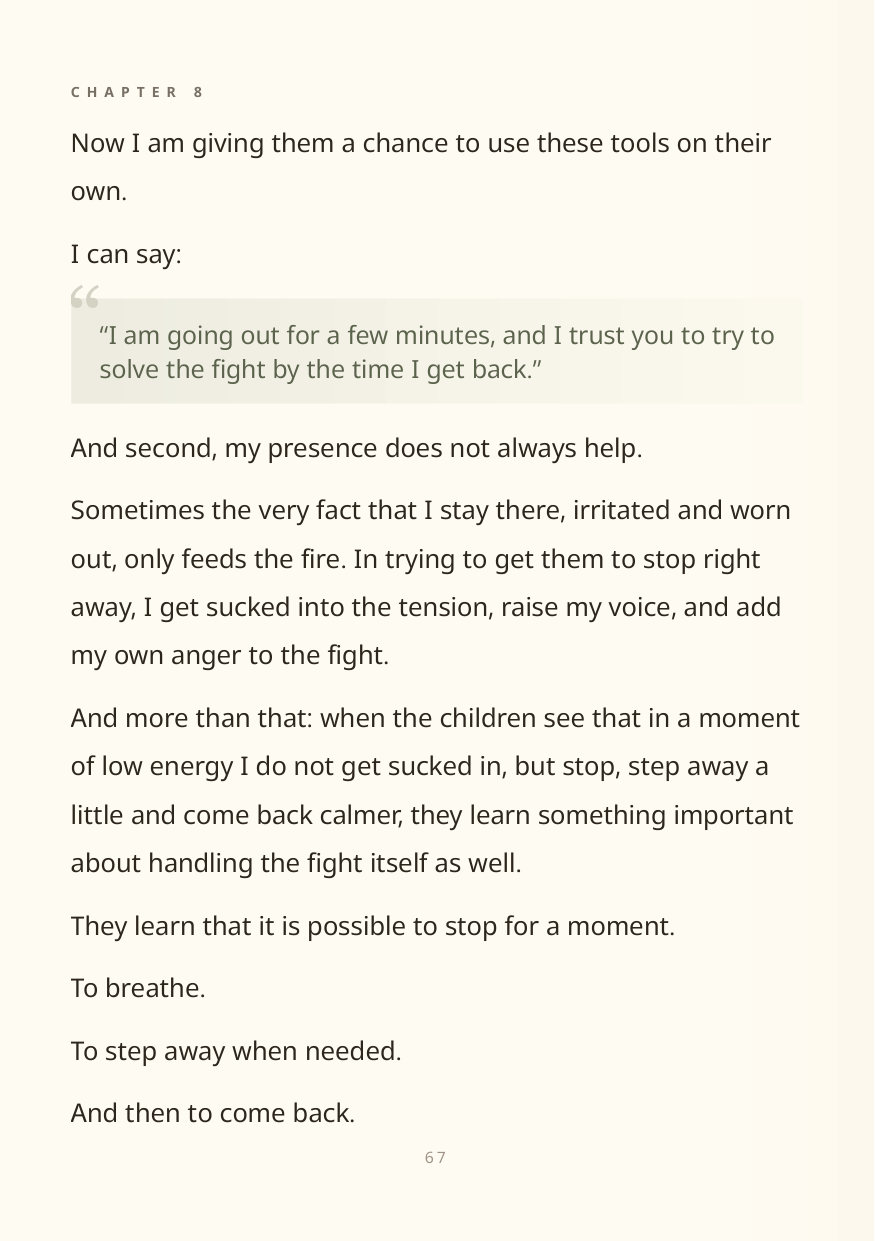 CHAPTER 8
Now I am giving them a chance to use these tools on their
own.
I can say:
“I am going out for a few minutes, and I trust you to try to
solve the fight by the time I get back.”
And second, my presence does not always help.
Sometimes the very fact that I stay there, irritated and worn
out, only feeds the fire. In trying to get them to stop right
away, I get sucked into the tension, raise my voice, and add
my own anger to the fight.
And more than that: when the children see that in a moment
of low energy I do not get sucked in, but stop, step away a
little and come back calmer, they learn something important
about handling the fight itself as well.
They learn that it is possible to stop for a moment.
To breathe.
To step away when needed.
And then to come back.
67